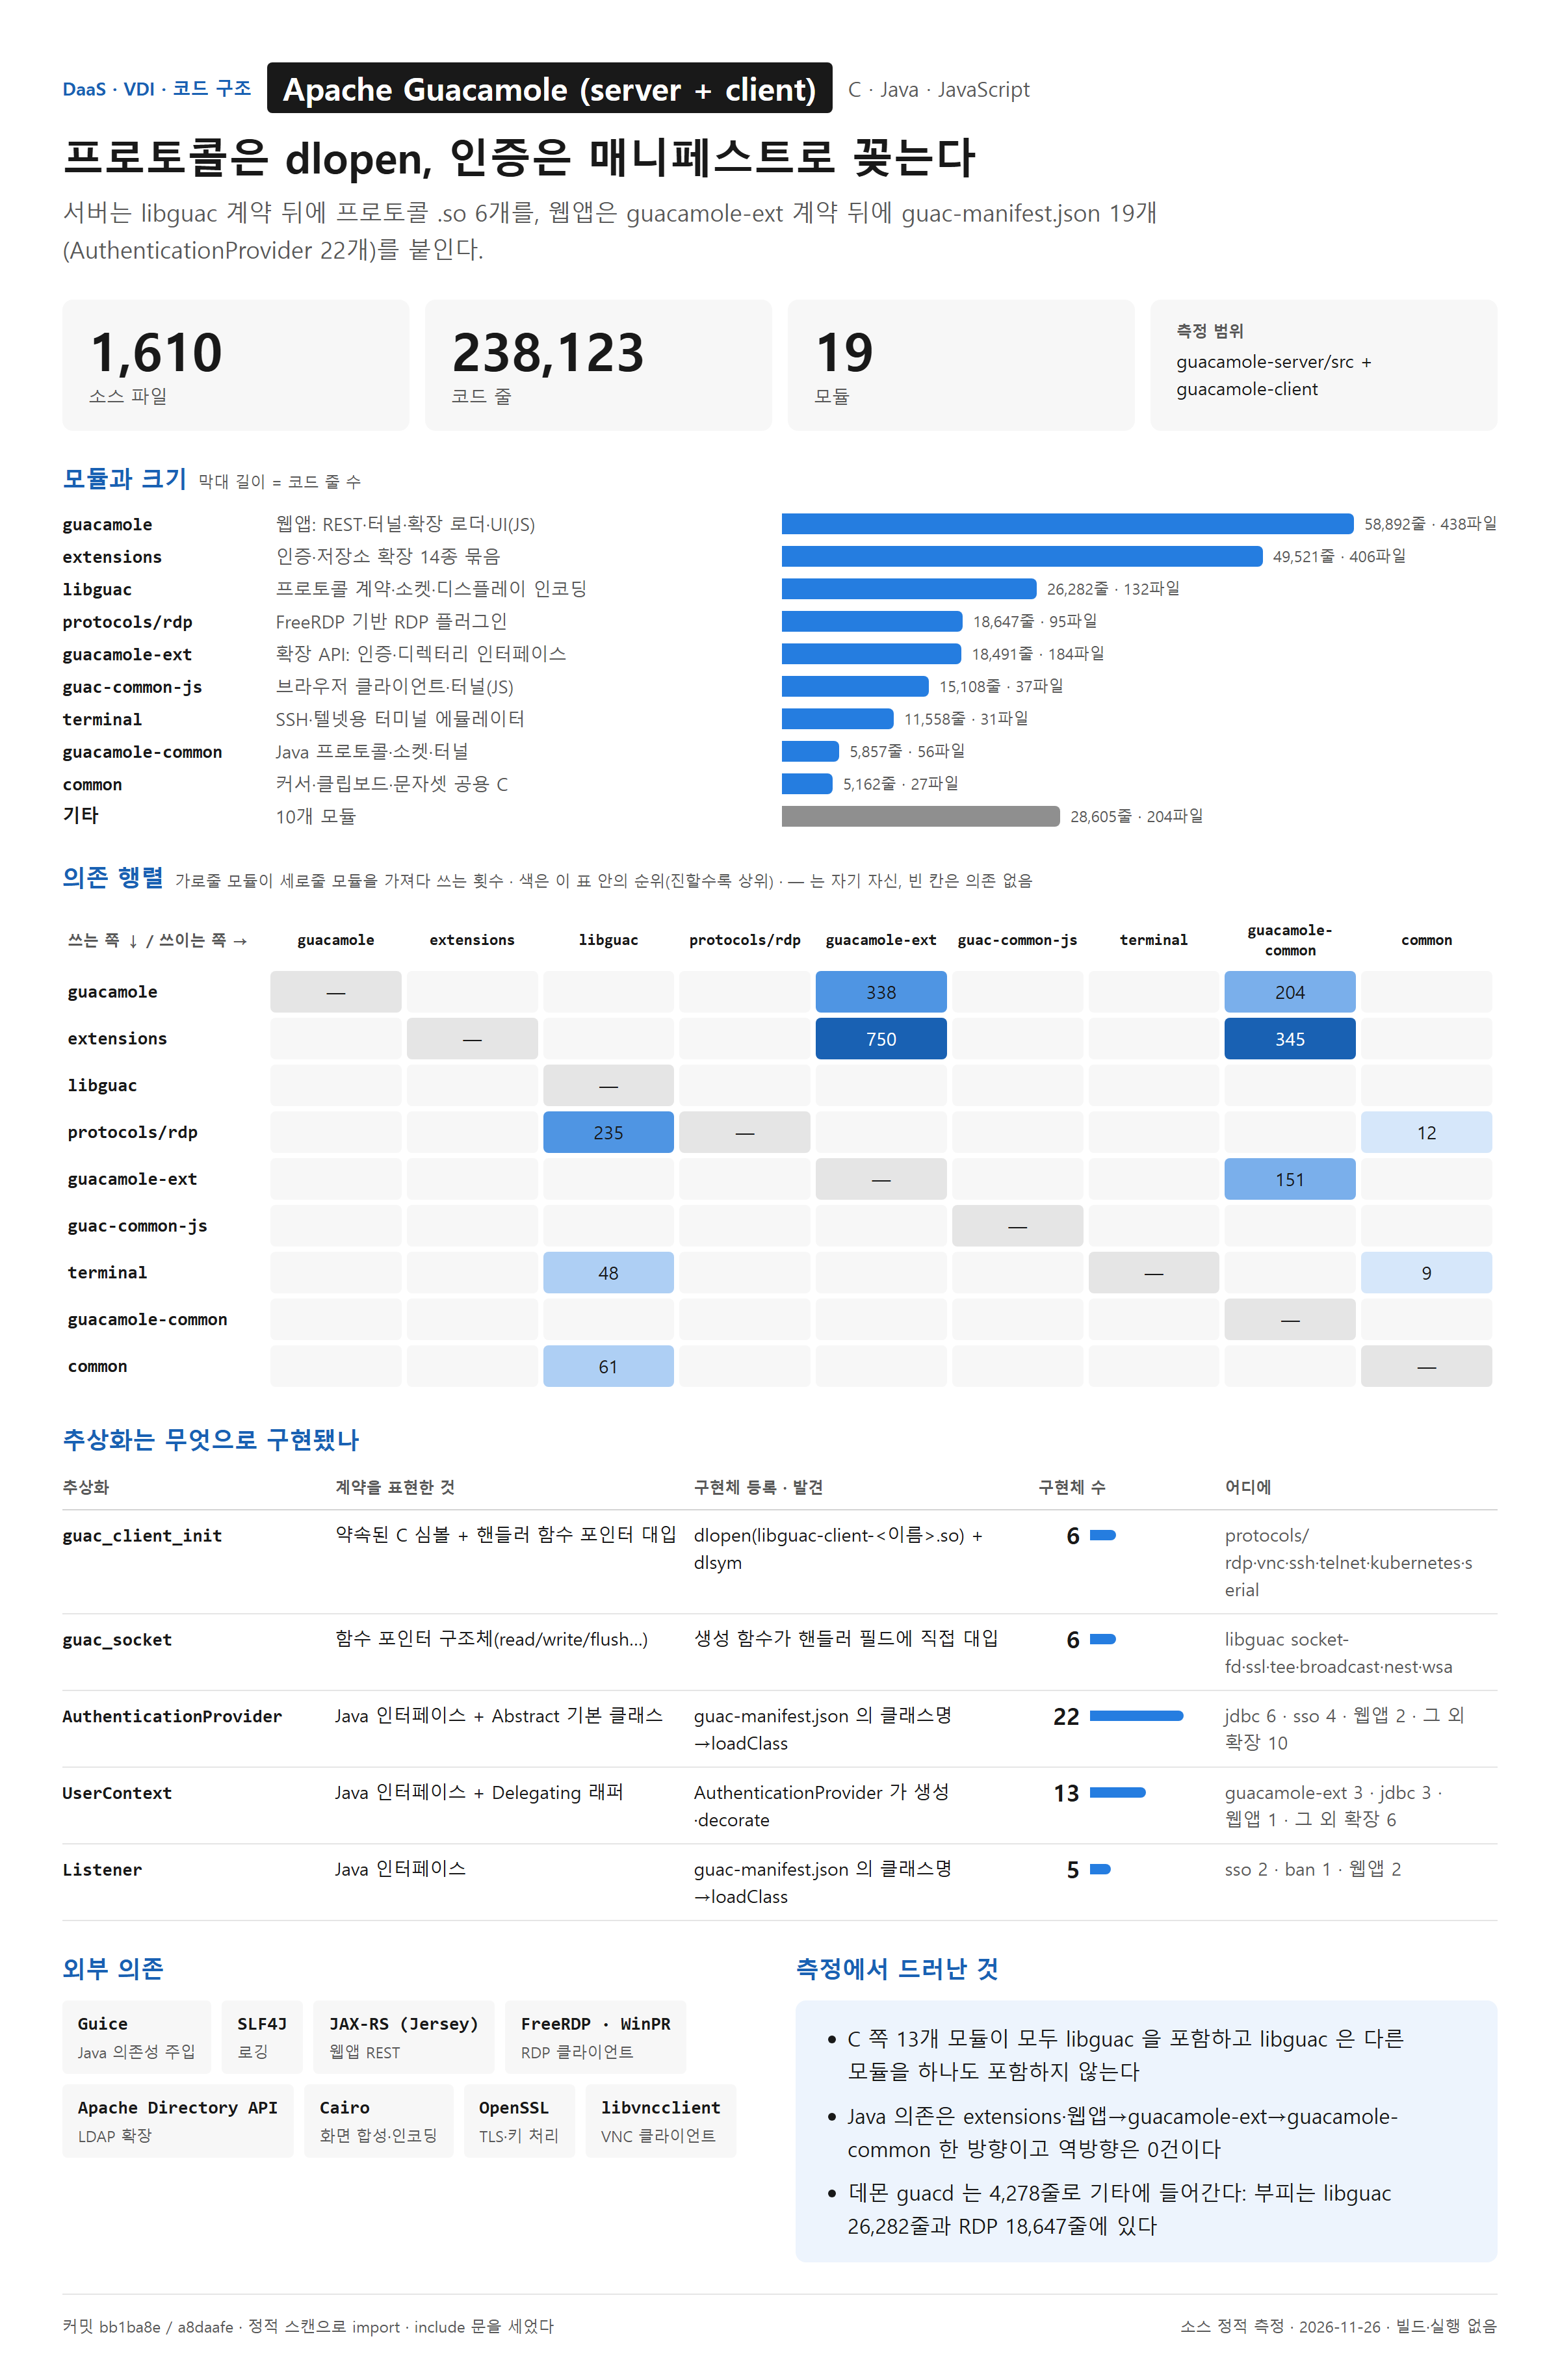 DaaS · VDI · 코드 구조 Apache Guacamole (server + client) C · Java · JavaScript
프로토콜은 dlopen, 인증은 매니페스트로 꽂는다
서버는 libguac 계약 뒤에 프로토콜 .so 6개를, 웹앱은 guacamole-ext 계약 뒤에 guac-manifest.json 19개
(AuthenticationProvider 22개)를 붙인다.
1,610
소스 파일
238,123
코드 줄
19
모듈
측정 범위
guacamole-server/src +
guacamole-client
모듈과 크기 막대 길이 = 코드 줄 수
guacamole 웹앱: REST·터널·확장 로더·UI(JS) 58,892줄 · 438파일
extensions 인증·저장소 확장 14종 묶음 49,521줄 · 406파일
libguac 프로토콜 계약·소켓·디스플레이 인코딩 26,282줄 · 132파일
protocols/rdp FreeRDP 기반 RDP 플러그인 18,647줄 · 95파일
guacamole-ext 확장 API: 인증·디렉터리 인터페이스 18,491줄 · 184파일
guac-common-js 브라우저 클라이언트·터널(JS) 15,108줄 · 37파일
terminal SSH·텔넷용 터미널 에뮬레이터 11,558줄 · 31파일
guacamole-common Java 프로토콜·소켓·터널 5,857줄 · 56파일
common 커서·클립보드·문자셋 공용 C 5,162줄 · 27파일
기타 10개 모듈 28,605줄 · 204파일
의존 행렬 가로줄 모듈이 세로줄 모듈을 가져다 쓰는 횟수 · 색은 이 표 안의 순위(진할수록 상위) · — 는 자기 자신, 빈 칸은 의존 없음
쓰는 쪽 ↓ / 쓰이는 쪽 → guacamole extensions libguac protocols/rdp guacamole-ext guac-common-js terminal guacamole-
common common
guacamole — 338 204
extensions — 750 345
libguac —
protocols/rdp 235 — 12
guacamole-ext — 151
guac-common-js —
terminal 48 — 9
guacamole-common —
common 61 —
추상화는 무엇으로 구현됐나
추상화 계약을 표현한 것 구현체 등록 · 발견 구현체 수 어디에
guac_client_init 약속된 C 심볼 + 핸들러 함수 포인터 대입 dlopen(libguac-client-<이름>.so) +
dlsym 6 protocols/
rdp·vnc·ssh·telnet·kubernetes·s
erial
guac_socket 함수 포인터 구조체(read/write/flush…) 생성 함수가 핸들러 필드에 직접 대입 6 libguac socket-
fd·ssl·tee·broadcast·nest·wsa
AuthenticationProvider Java 인터페이스 + Abstract 기본 클래스 guac-manifest.json 의 클래스명
→loadClass 22 jdbc 6 · sso 4 · 웹앱 2 · 그 외
확장 10
UserContext Java 인터페이스 + Delegating 래퍼 AuthenticationProvider 가 생성
·decorate 13 guacamole-ext 3 · jdbc 3 ·
웹앱 1 · 그 외 확장 6
Listener Java 인터페이스 guac-manifest.json 의 클래스명
→loadClass 5 sso 2 · ban 1 · 웹앱 2
외부 의존
Guice
Java 의존성 주입
SLF4J
로깅
JAX-RS (Jersey)
웹앱 REST
FreeRDP · WinPR
RDP 클라이언트
Apache Directory API
LDAP 확장
Cairo
화면 합성·인코딩
OpenSSL
TLS·키 처리
libvncclient
VNC 클라이언트
측정에서 드러난 것
• C 쪽 13개 모듈이 모두 libguac 을 포함하고 libguac 은 다른
모듈을 하나도 포함하지 않는다
• Java 의존은 extensions·웹앱→guacamole-ext→guacamole-
common 한 방향이고 역방향은 0건이다
• 데몬 guacd 는 4,278줄로 기타에 들어간다: 부피는 libguac
26,282줄과 RDP 18,647줄에 있다
커밋 bb1ba8e / a8daafe · 정적 스캔으로 import · include 문을 세었다
소스 정적 측정 · 2026-11-26 · 빌드·실행 없음